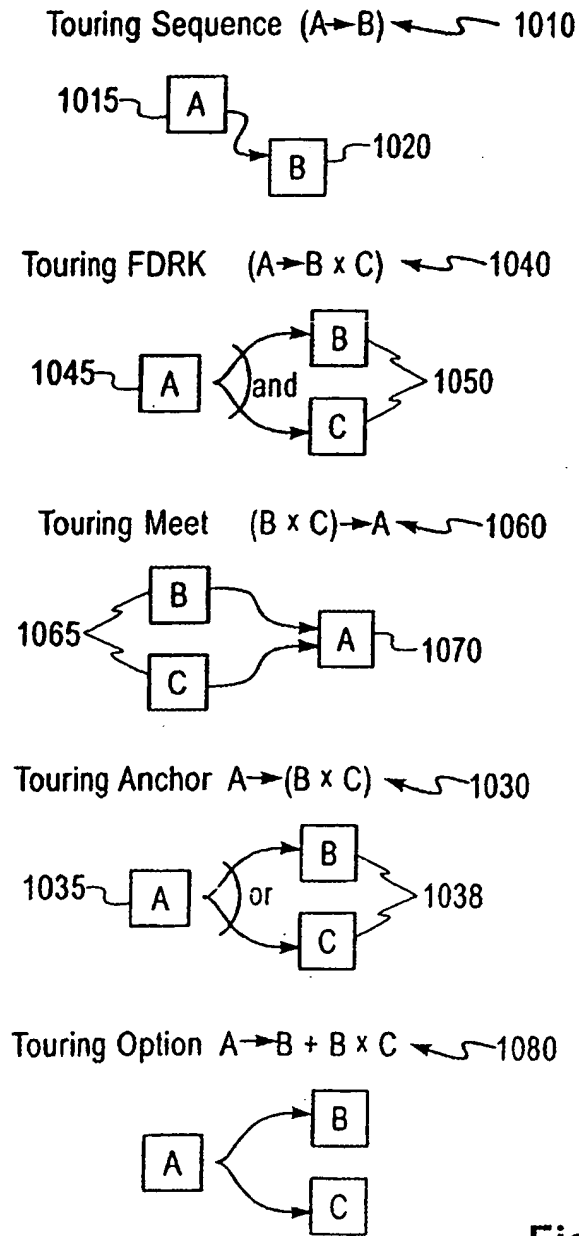 Touring Sequence (A→B) 1010
1015 A
B 1020
Touring FDRK (A→B x C) 1040
B
1045 A and 1050
C
Touring Meet (B x C)→A 1060
B
1065 A 1070
C
Touring Anchor A→(B x C) 1030
B
1035 A or 1038
C
Touring Option A→B + B x C 1080
B
A
C